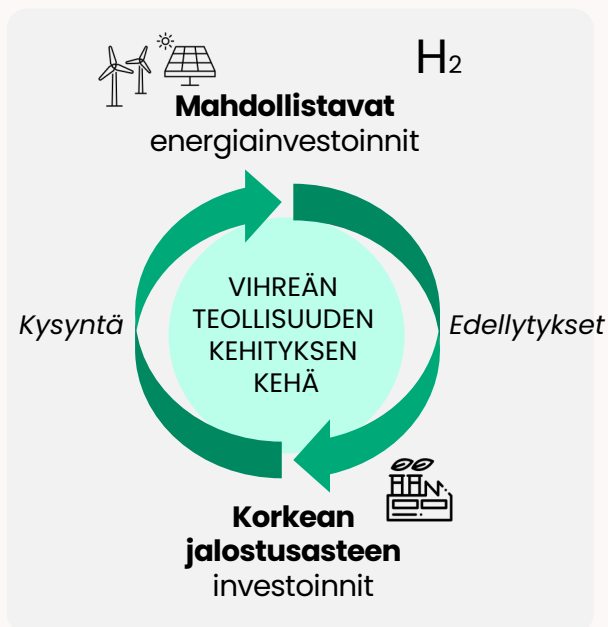 H₂
Mahdollistavat
energiainvestoinnit
VIHREÄN
TEOLLISUUDEN
KEHITYKSEN
KEHÄ
Kysyntä
Edellytykset
Korkean
jalostusasteen
investoinnit